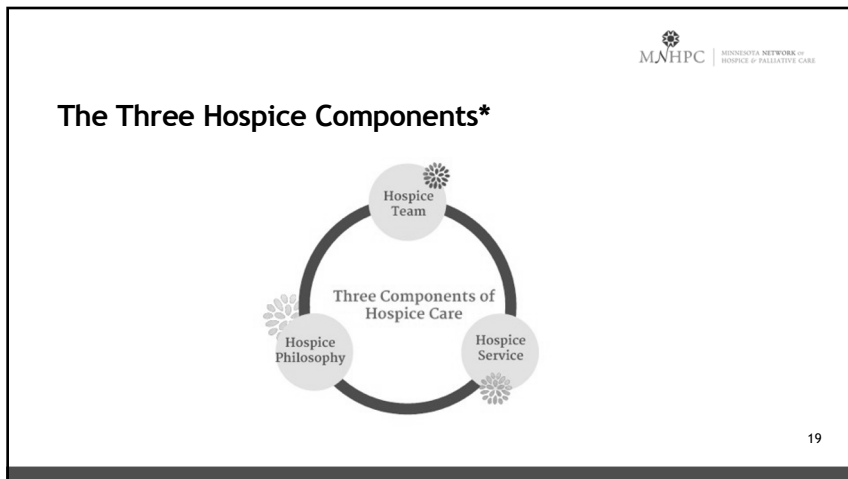 MNHPC
MINNESOTA NETWORK OF
HOSPICE & PALLIATIVE CARE
The Three Hospice Components*
Hospice
Team
Three Components of
Hospice Care
Hospice
Philosophy
Hospice
Service
19